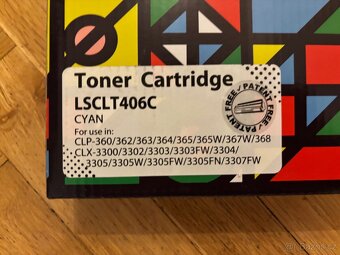 Toner Cartridge
LSCLT406C
CYAN
For use in:
CLP-360/362/363/364/365/365W/367W/368
CLX-3300/3302/3303/3303FW/3304/
3305/3305W/3305FW/3305FN/3307FW
PATENT FREE / PATENT FREE /